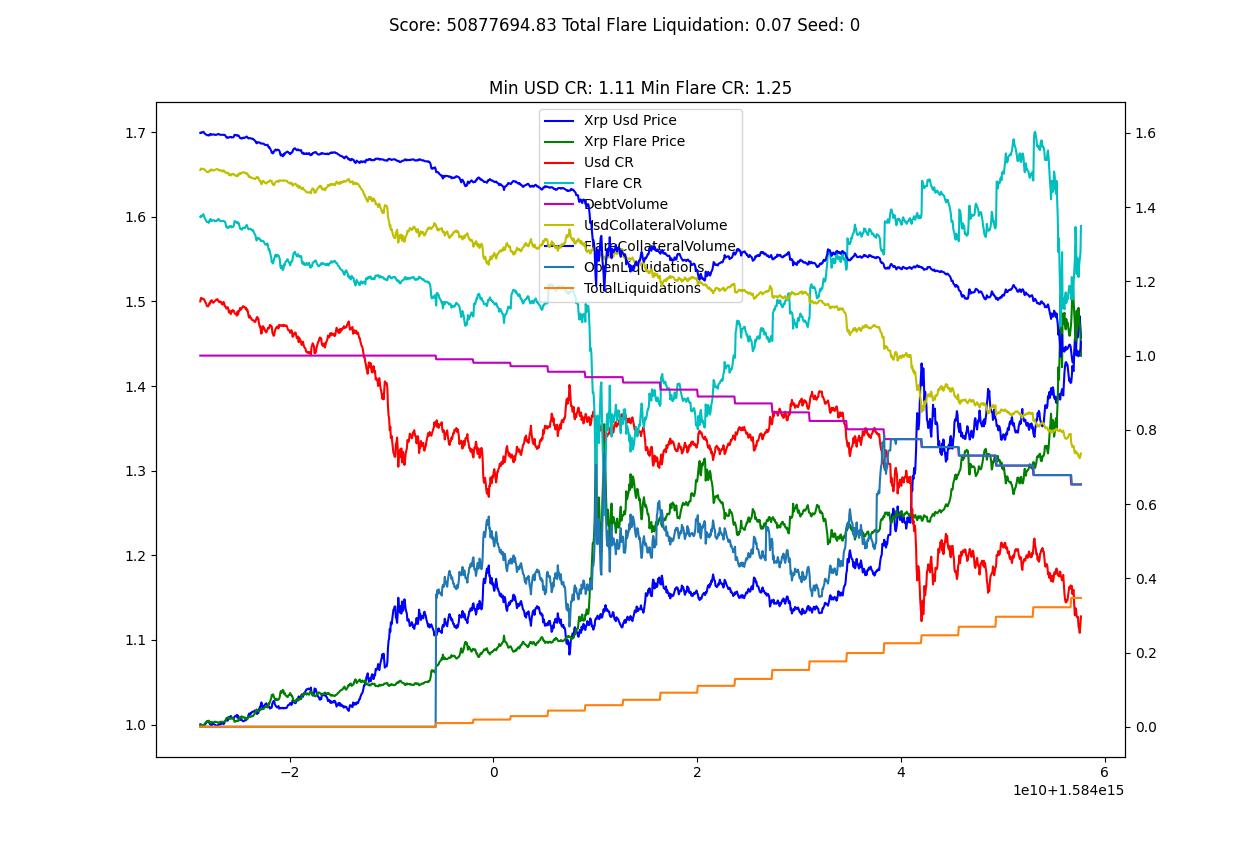 Score: 50877694.83 Total Flare Liquidation: 0.07 Seed: 0
Min USD CR: 1.11 Min Flare CR: 1.25
Xrp Usd Price
Xrp Flare Price
Usd CR
Flare CR
DebtVolume
UsdCollateralVolume
FlareCollateralVolume
OpenLiquidations
TotalLiquidations
1.7
1.6
1.5
1.4
1.3
1.2
1.1
1.0
1.6
1.4
1.2
1.0
0.8
0.6
0.4
0.2
0.0
−2 0 2 4 6
1e10+1.584e15